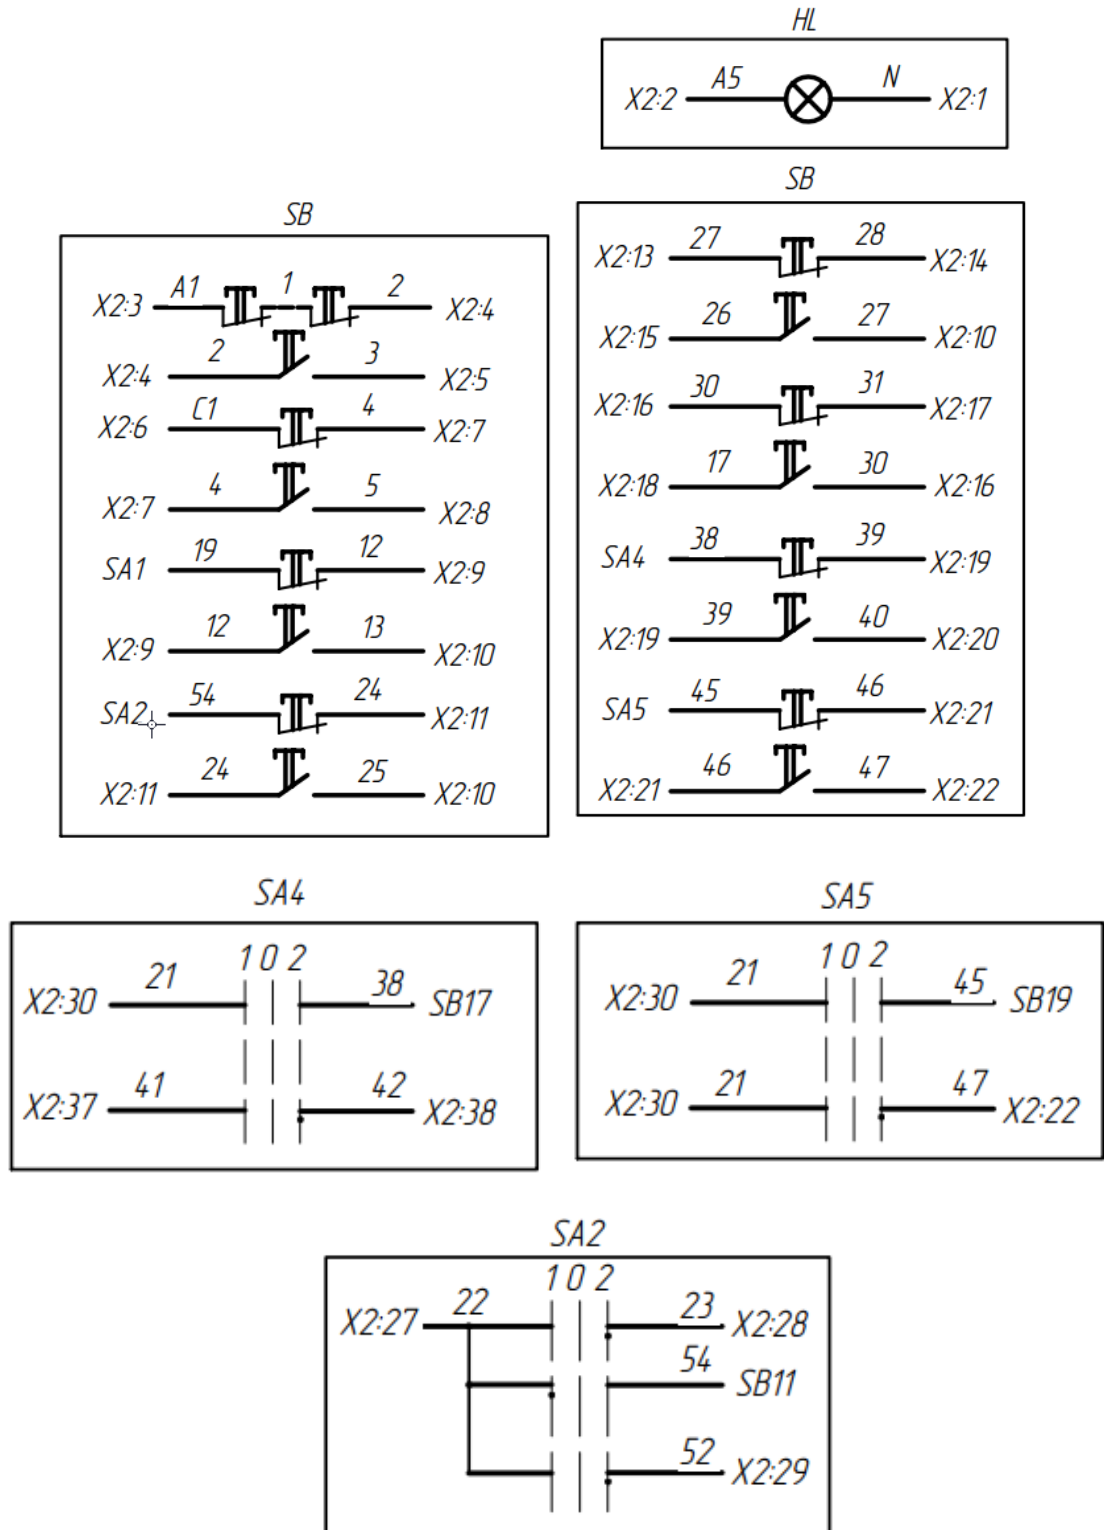 HL
X2:2 A5 N X2:1
SB
X2:3 A1 1 2 X2:4
X2:4 2 3 X2:5
X2:6 C1 4 X2:7
X2:7 4 5 X2:8
SA1 19 12 X2:9
X2:9 12 13 X2:10
SA2 54 24 X2:11
X2:11 24 25 X2:10
SB
X2:13 27 28 X2:14
X2:15 26 27 X2:10
X2:16 30 31 X2:17
X2:18 17 30 X2:16
SA4 38 39 X2:19
X2:19 39 40 X2:20
SA5 45 46 X2:21
X2:21 46 47 X2:22
SA4
1 0 2
X2:30 21 38 SB17
X2:37 41 42 X2:38
SA5
1 0 2
X2:30 21 45 SB19
X2:30 21 47 X2:22
SA2
1 0 2
X2:27 22 23 X2:28
54 SB11
52 X2:29